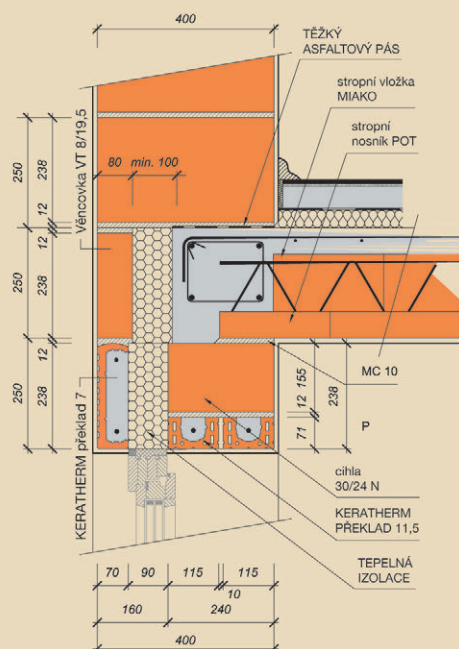 400
TĚŽKÝ
ASFALTOVÝ PÁS
stropní vložka
MIAKO
stropní
nosník POT
Věncovka VT 8/19,5
80
min. 100
250
238
12
12
250
238
12
250
238
KERATHERM překlad 7
155
12
238
71
MC 10
P
cihla
30/24 N
KERATHERM
PŘEKLAD 11,5
TEPELNÁ
IZOLACE
70
90
115
115
10
160
240
400